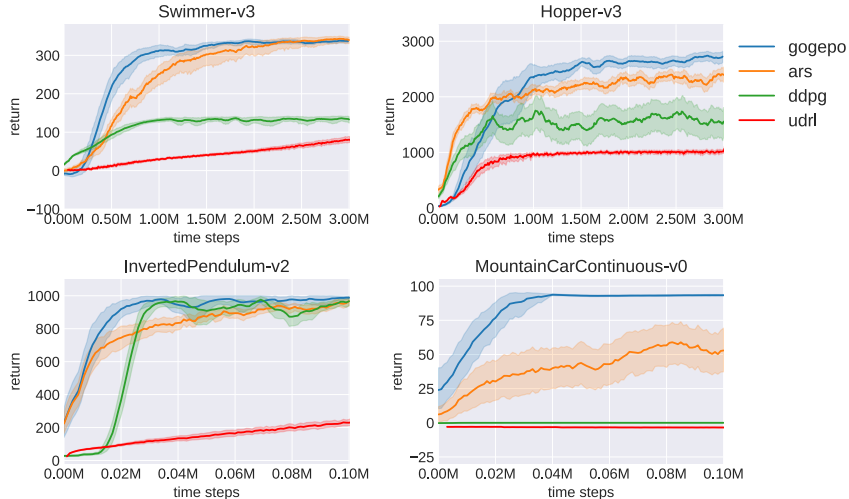 Swimmer-v3
Hopper-v3
300
200
100
0
−100
return
0.00M 0.50M 1.00M 1.50M 2.00M 2.50M 3.00M
time steps
3000
2000
1000
0
return
0.00M 0.50M 1.00M 1.50M 2.00M 2.50M 3.00M
time steps
gogepo
ars
ddpg
udrl
InvertedPendulum-v2
MountainCarContinuous-v0
1000
800
600
400
200
0
return
0.00M 0.02M 0.04M 0.06M 0.08M 0.10M
time steps
100
75
50
25
0
−25
return
0.00M 0.02M 0.04M 0.06M 0.08M 0.10M
time steps